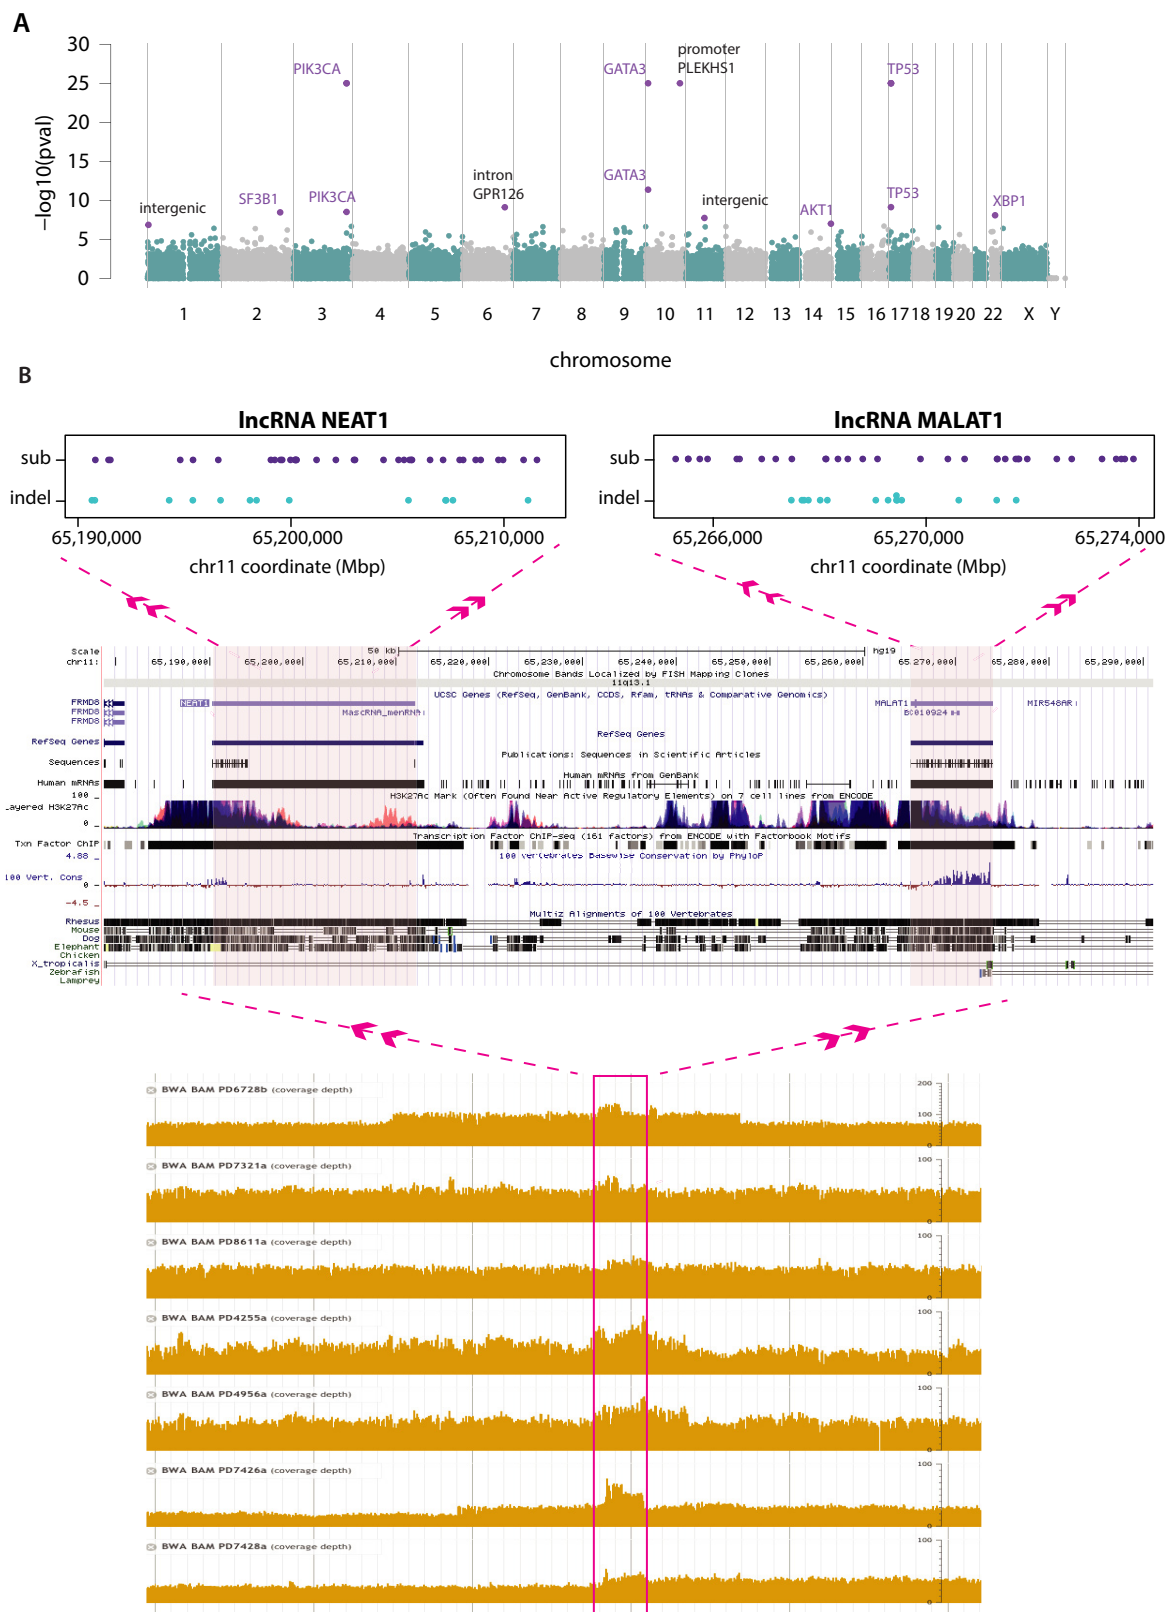 A
30
25
20
15
10
5
0
−log10(pval)
intergenic
SF3B1
PIK3CA
PIK3CA
intron
GPR126
GATA3
GATA3
promoter
PLEKHS1
intergenic
AKT1
TP53
TP53
XBP1
1 2 3 4 5 6 7 8 9 10 11 12 13 14 15 16 17 18 19 20 22 X Y
chromosome
B
lncRNA NEAT1
sub
indel
65,190,000 65,200,000 65,210,000
chr11 coordinate (Mbp)
lncRNA MALAT1
65,266,000 65,270,000 65,274,000
chr11 coordinate (Mbp)
Scale 50 kb hg19
chr11: 65,190,000 65,200,000 65,210,000 65,220,000 65,230,000 65,240,000 65,250,000 65,260,000 65,270,000 65,280,000 65,290,000
Chromosome Bands Localized by FISH Mapping Clones
11q13.1
UCSC Genes (RefSeq, GenBank, CCDS, Rfam, tRNAs & Comparative Genomics)
FRMD8 NEAT1 MALAT1 MIR548AR
FRMD8 MascRNA_menRNA BC010924
FRMD8
RefSeq Genes
RefSeq Genes
Publications: Sequences in Scientific Articles
Sequences
Human mRNAs from GenBank
Human mRNAs
H3K27Ac Mark (Often Found Near Active Regulatory Elements) on 7 cell lines from ENCODE
100
Layered H3K27Ac
0
Transcription Factor ChIP-seq (161 factors) from ENCODE with Factorbook Motifs
Txn Factor ChIP
100 vertebrates Basewise Conservation by PhyloP
4.88
100 Vert. Cons
0
-4.5
Multiz Alignments of 100 Vertebrates
Rhesus
Mouse
Dog
Elephant
Chicken
X_tropicalis
Zebrafish
Lamprey
BWA BAM PD6728b (coverage depth)
200
100
0
BWA BAM PD7321a (coverage depth)
100
0
BWA BAM PD8611a (coverage depth)
100
0
BWA BAM PD4255a (coverage depth)
100
0
BWA BAM PD4956a (coverage depth)
100
0
BWA BAM PD7426a (coverage depth)
100
0
BWA BAM PD7428a (coverage depth)
100